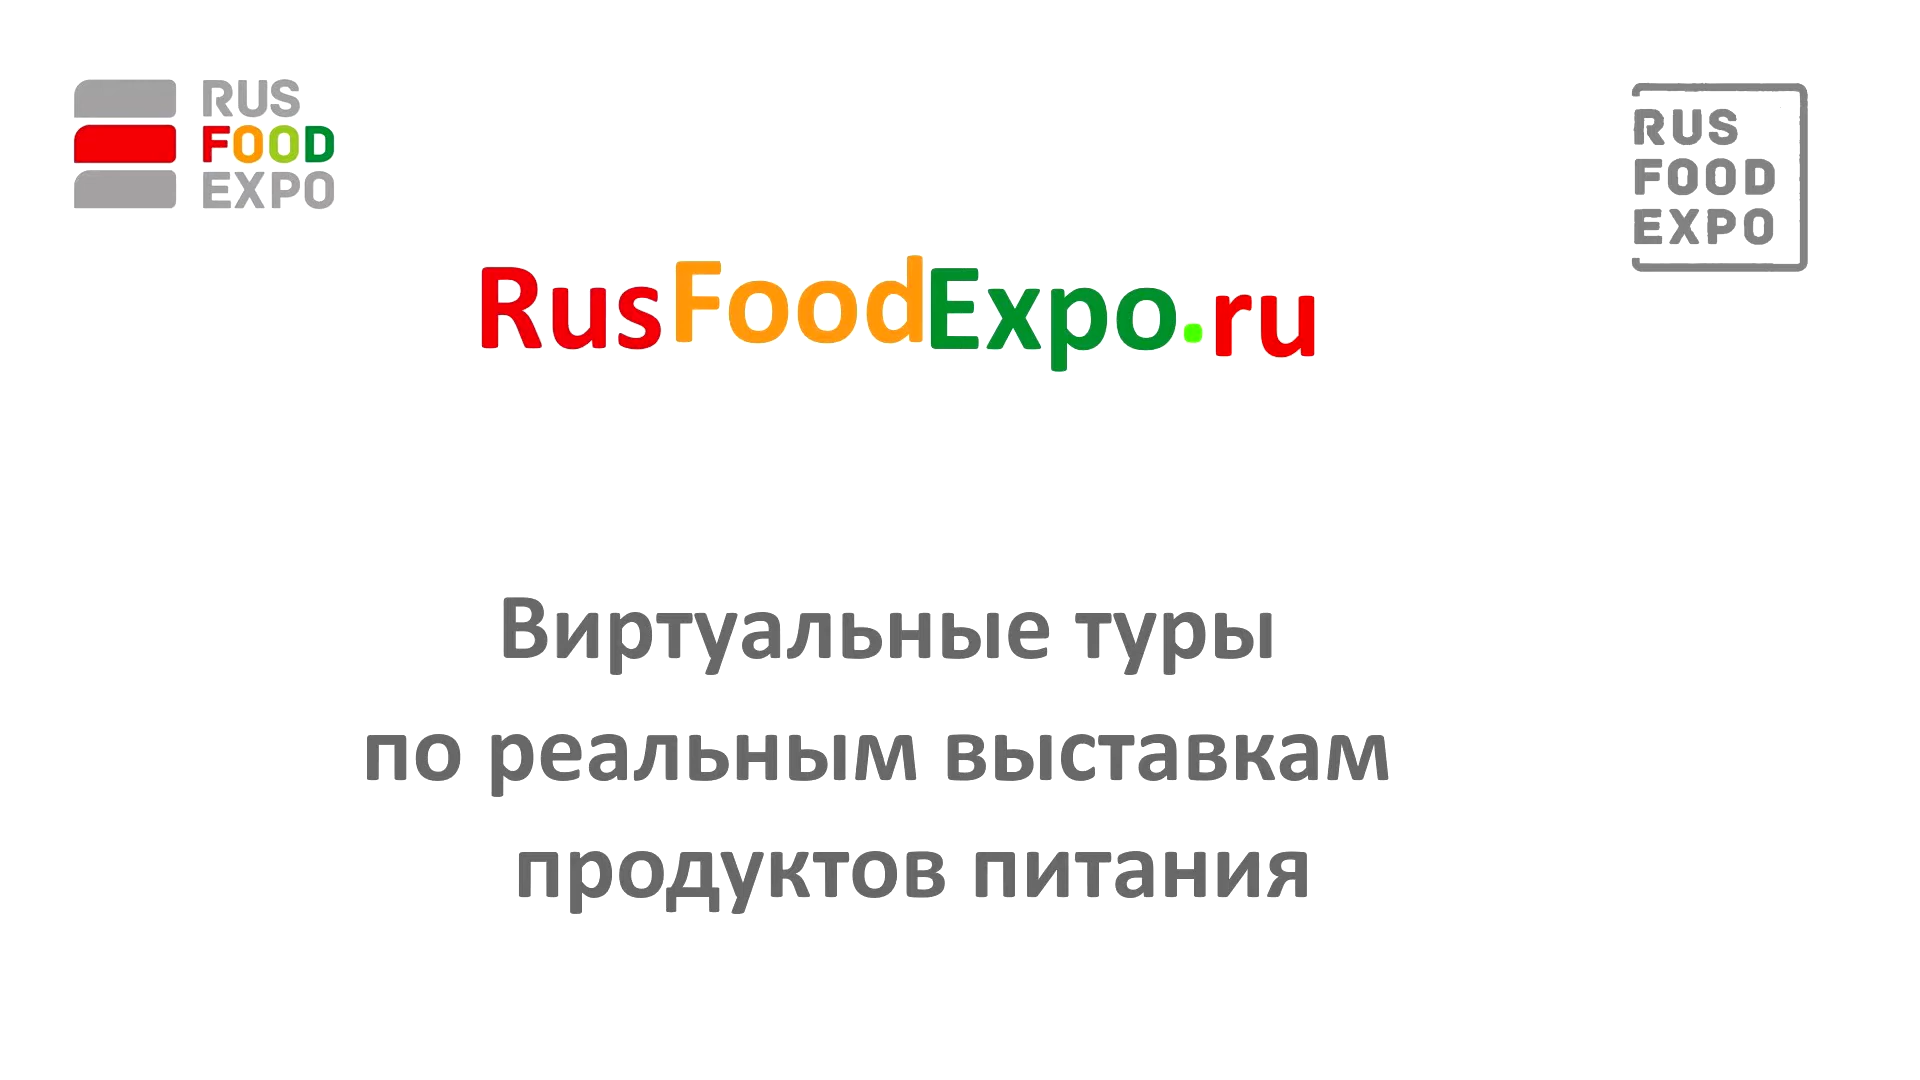 RUS
FOOD
EXPO
RUS
FOOD
EXPO
RusFoodExpo.ru
Виртуальные туры
по реальным выставкам
продуктов питания